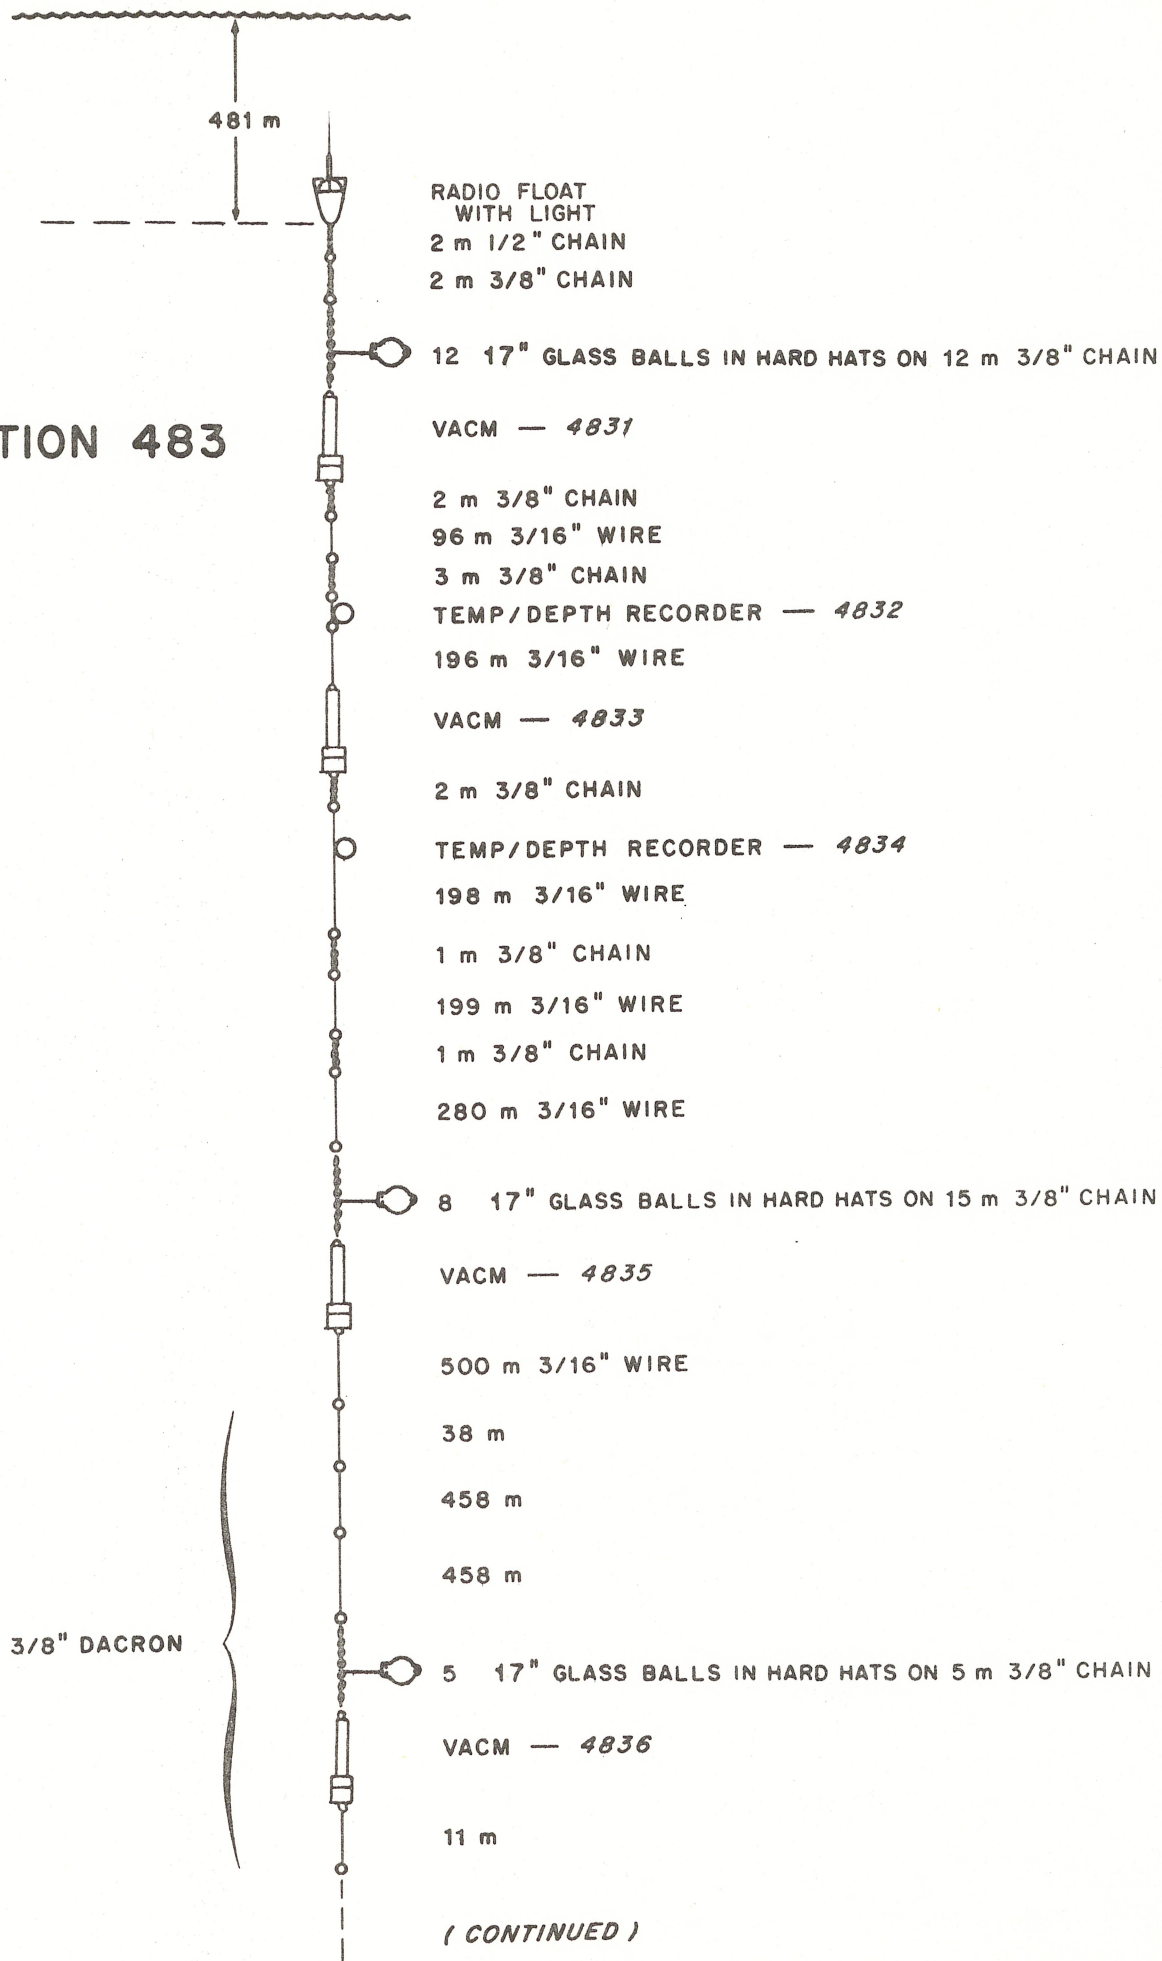 481 m
RADIO FLOAT
WITH LIGHT
2 m 1/2" CHAIN
2 m 3/8" CHAIN
12 17" GLASS BALLS IN HARD HATS ON 12 m 3/8" CHAIN
TION 483
VACM — 4831
2 m 3/8" CHAIN
96 m 3/16" WIRE
3 m 3/8" CHAIN
TEMP/DEPTH RECORDER — 4832
196 m 3/16" WIRE
VACM — 4833
2 m 3/8" CHAIN
TEMP/DEPTH RECORDER — 4834
198 m 3/16" WIRE
1 m 3/8" CHAIN
199 m 3/16" WIRE
1 m 3/8" CHAIN
280 m 3/16" WIRE
8 17" GLASS BALLS IN HARD HATS ON 15 m 3/8" CHAIN
VACM — 4835
500 m 3/16" WIRE
38 m
458 m
458 m
3/8" DACRON
5 17" GLASS BALLS IN HARD HATS ON 5 m 3/8" CHAIN
VACM — 4836
11 m
(CONTINUED)